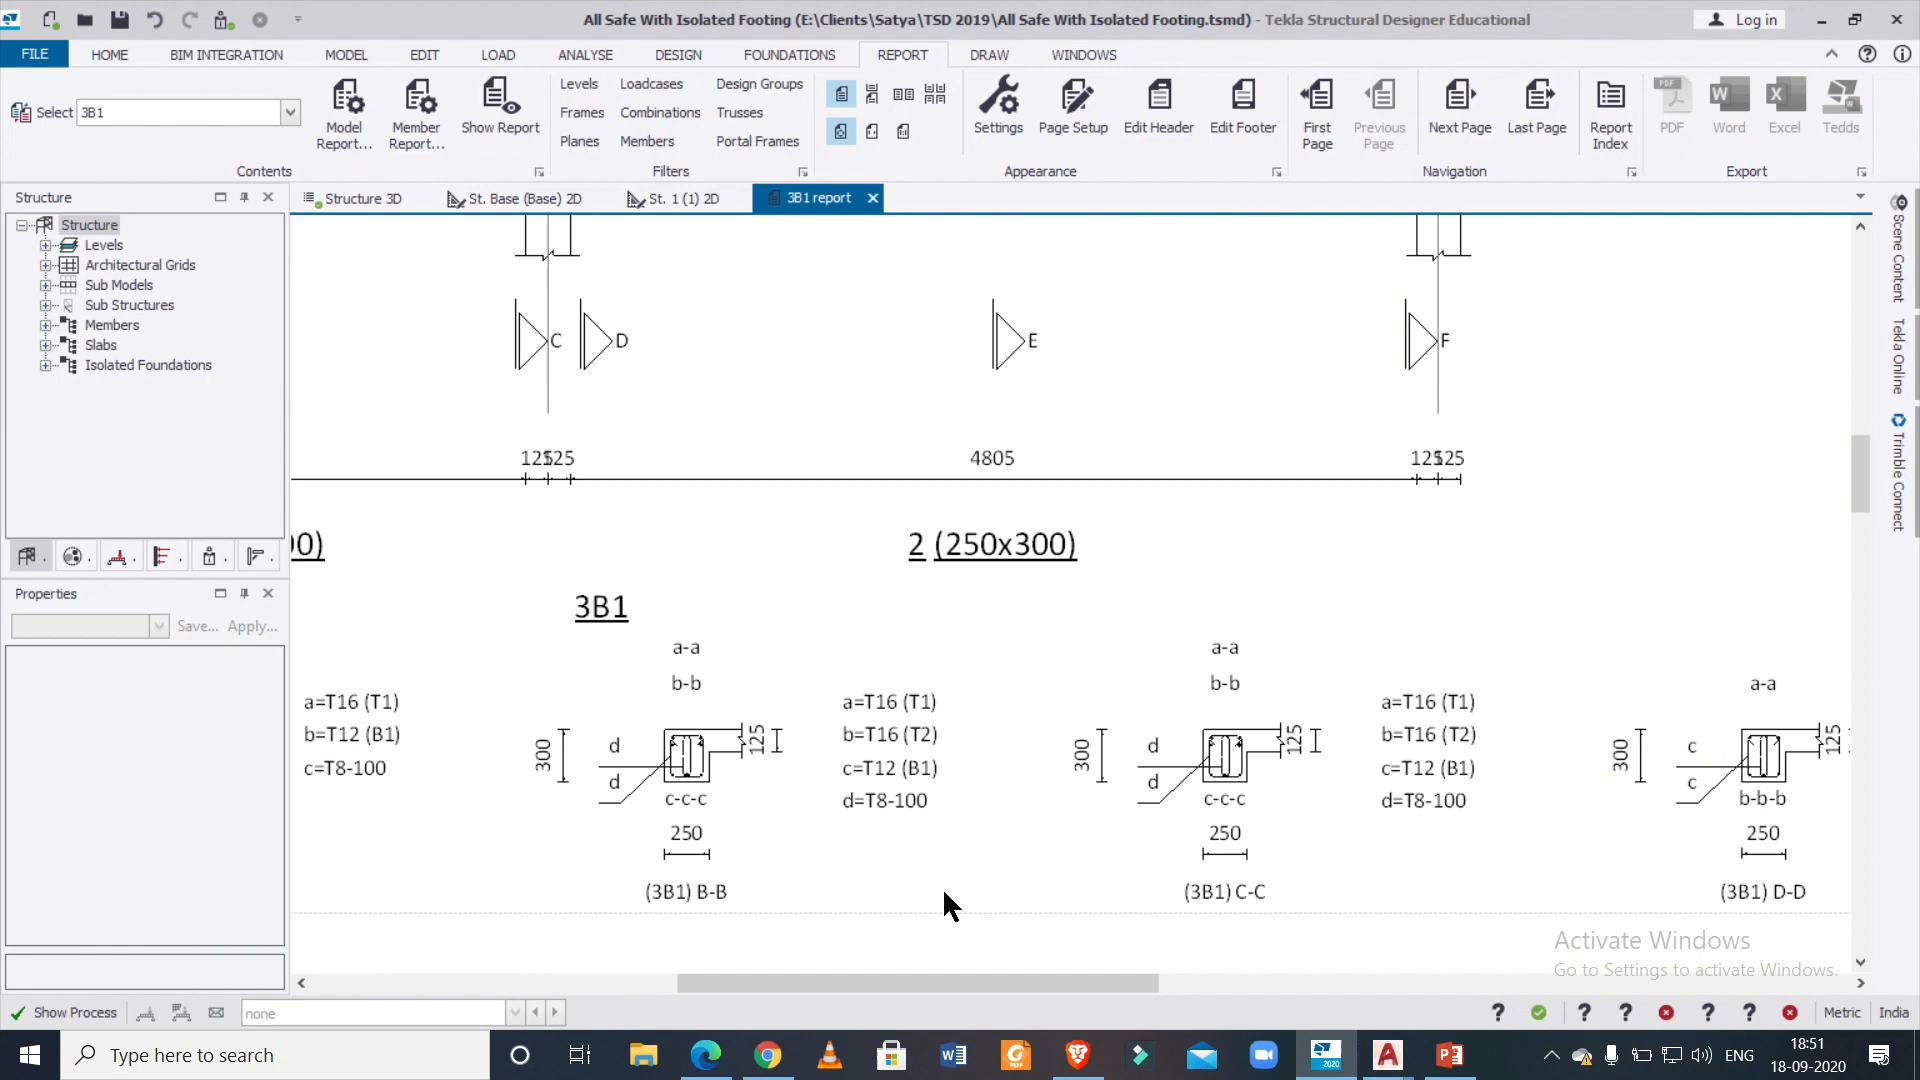 All Safe With Isolated Footing (E:\Clients\Satya\TSD 2019\All Safe With Isolated Footing.tsmd) - Tekla Structural Designer Educational
Log in
FILE HOME BIM INTEGRATION MODEL EDIT LOAD ANALYSE DESIGN FOUNDATIONS REPORT DRAW WINDOWS
Select 3B1
Model Report...
Member Report...
Show Report
Levels Loadcases Design Groups
Frames Combinations Trusses
Planes Members Portal Frames
Settings
Page Setup
Edit Header
Edit Footer
First Page
Previous Page
Next Page
Last Page
Report Index
PDF
Word
Excel
Tedds
Contents Filters Appearance Navigation Export
Structure
Structure 3D
St. Base (Base) 2D
St. 1 (1) 2D
3B1 report
Structure
Levels
Architectural Grids
Sub Models
Sub Structures
Members
Slabs
Isolated Foundations
Properties
Save... Apply...
C D E F
125 125 4805 125 125
00) 2 (250x300)
3B1
a-a a-a
b-b b-b a-a
a=T16 (T1)
b=T12 (B1)
c=T8-100
300
d
d
125
c-c-c
250
(3B1) B-B
a=T16 (T1)
b=T16 (T2)
c=T12 (B1)
d=T8-100
300
d
d
125
c-c-c
250
(3B1) C-C
a=T16 (T1)
b=T16 (T2)
c=T12 (B1)
d=T8-100
300
c
c
125
b-b-b
250
(3B1) D-D
Activate Windows
Go to Settings to activate Windows.
Scene Content
Tekla Online
Trimble Connect
Show Process
none
Metric India
Type here to search
2020
ENG
18:51
18-09-2020